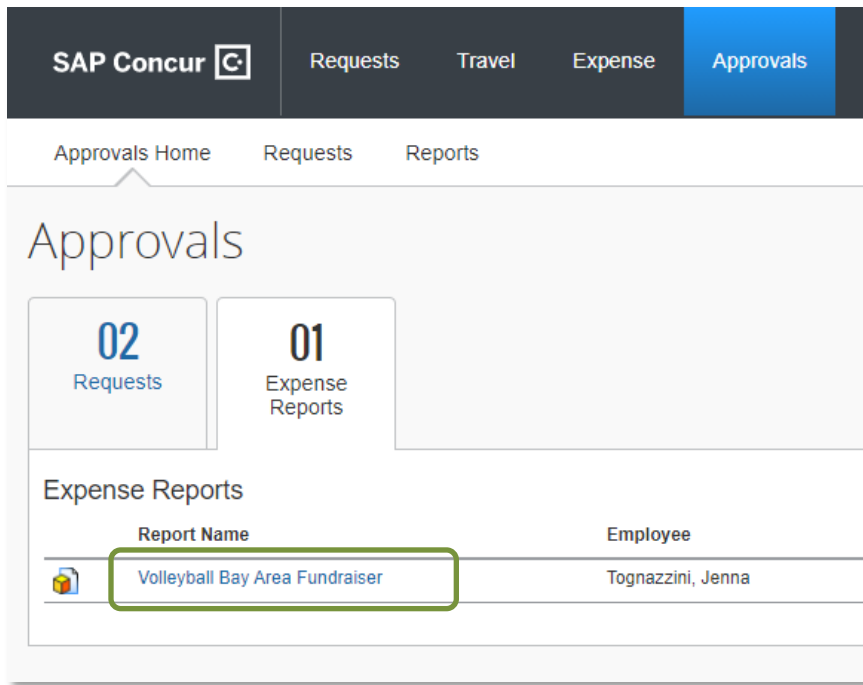 SAP Concur C. Requests Travel Expense Approvals
Approvals Home Requests Reports
Approvals
02 01
Requests Expense
Reports
Expense Reports
Report Name Employee
Volleyball Bay Area Fundraiser Tognazzini, Jenna